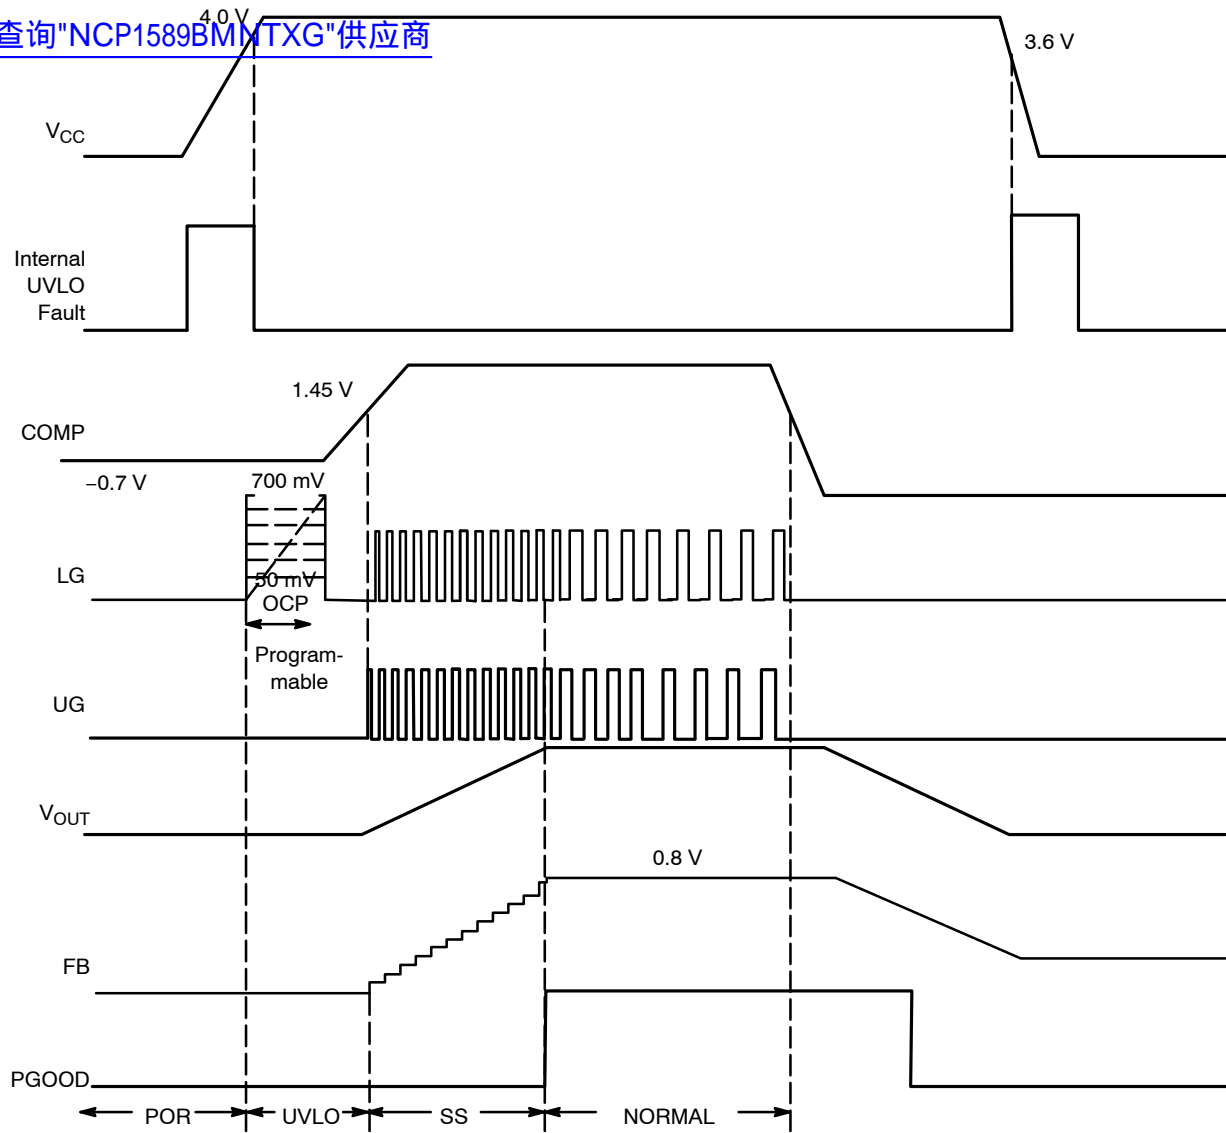 4.0 V
查询"NCP1589BMNTXG"供应商
3.6 V
VCC
Internal
UVLO
Fault
1.45 V
COMP
–0.7 V
700 mV
LG
50 mV
OCP
Program-
mable
UG
VOUT
0.8 V
FB
PGOOD
POR
UVLO
SS
NORMAL